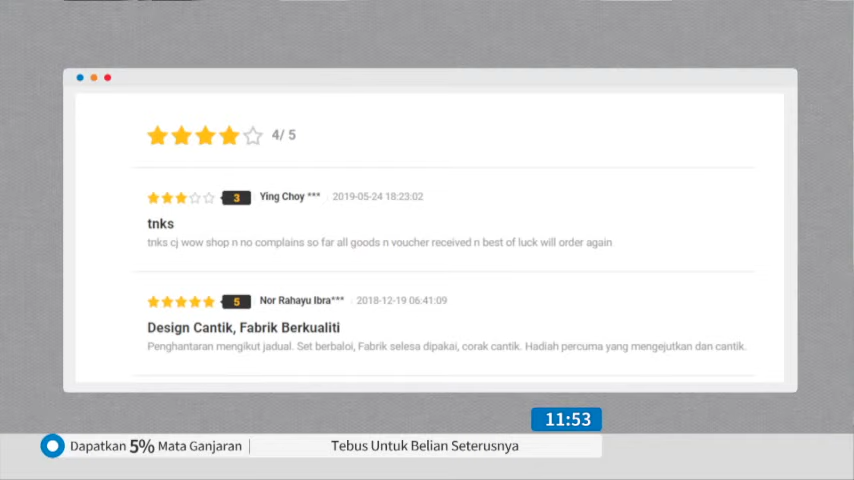 4/ 5
3 Ying Choy *** 2019-05-24 18:23:02
tnks
tnks cj wow shop n no complains so far all goods n voucher received n best of luck will order again
5 Nor Rahayu Ibra*** 2018-12-19 06:41:09
Design Cantik, Fabrik Berkualiti
Penghantaran mengikut jadual. Set berbaloi, Fabrik selesa dipakai, corak cantik. Hadiah percuma yang mengejutkan dan cantik.
11:53
Dapatkan 5% Mata Ganjaran | Tebus Untuk Belian Seterusnya